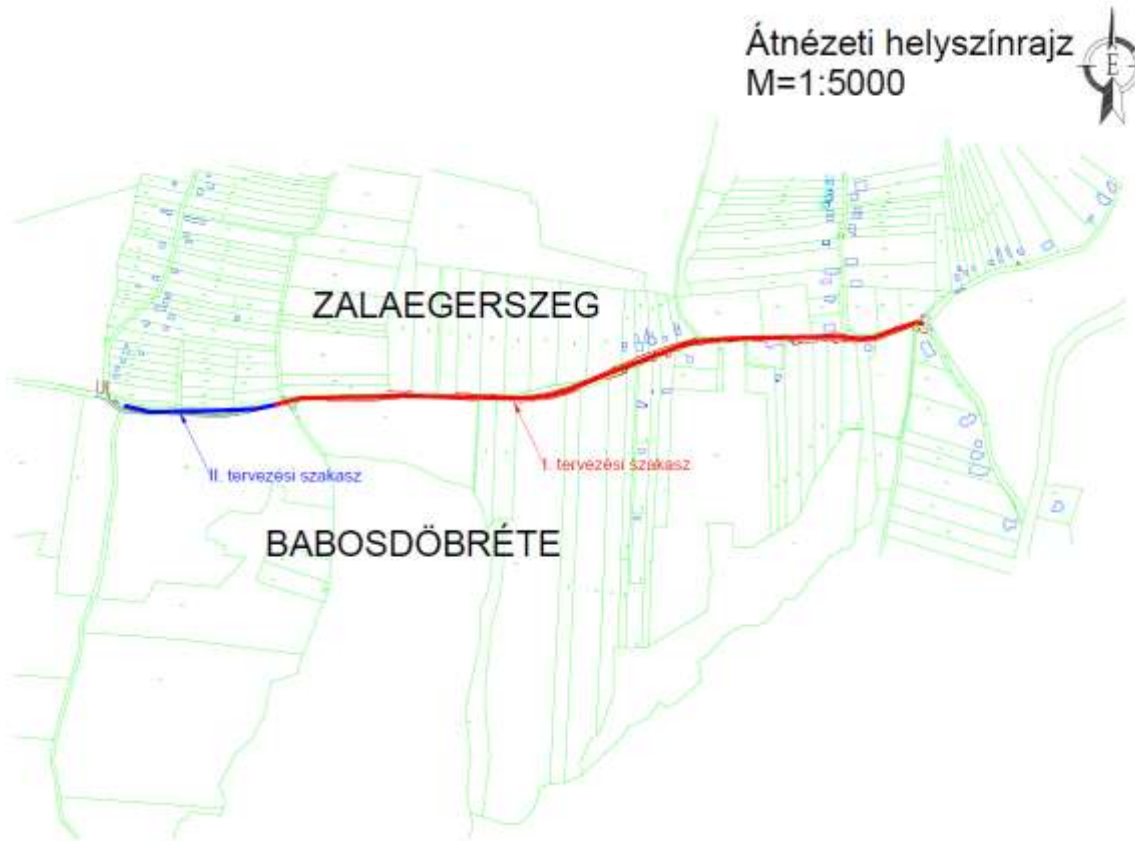 Átnézeti helyszínrajz
M=1:5000
É
ZALAEGERSZEG
II. tervezési szakasz
I. tervezési szakasz
BABOSDÖBRÉTE